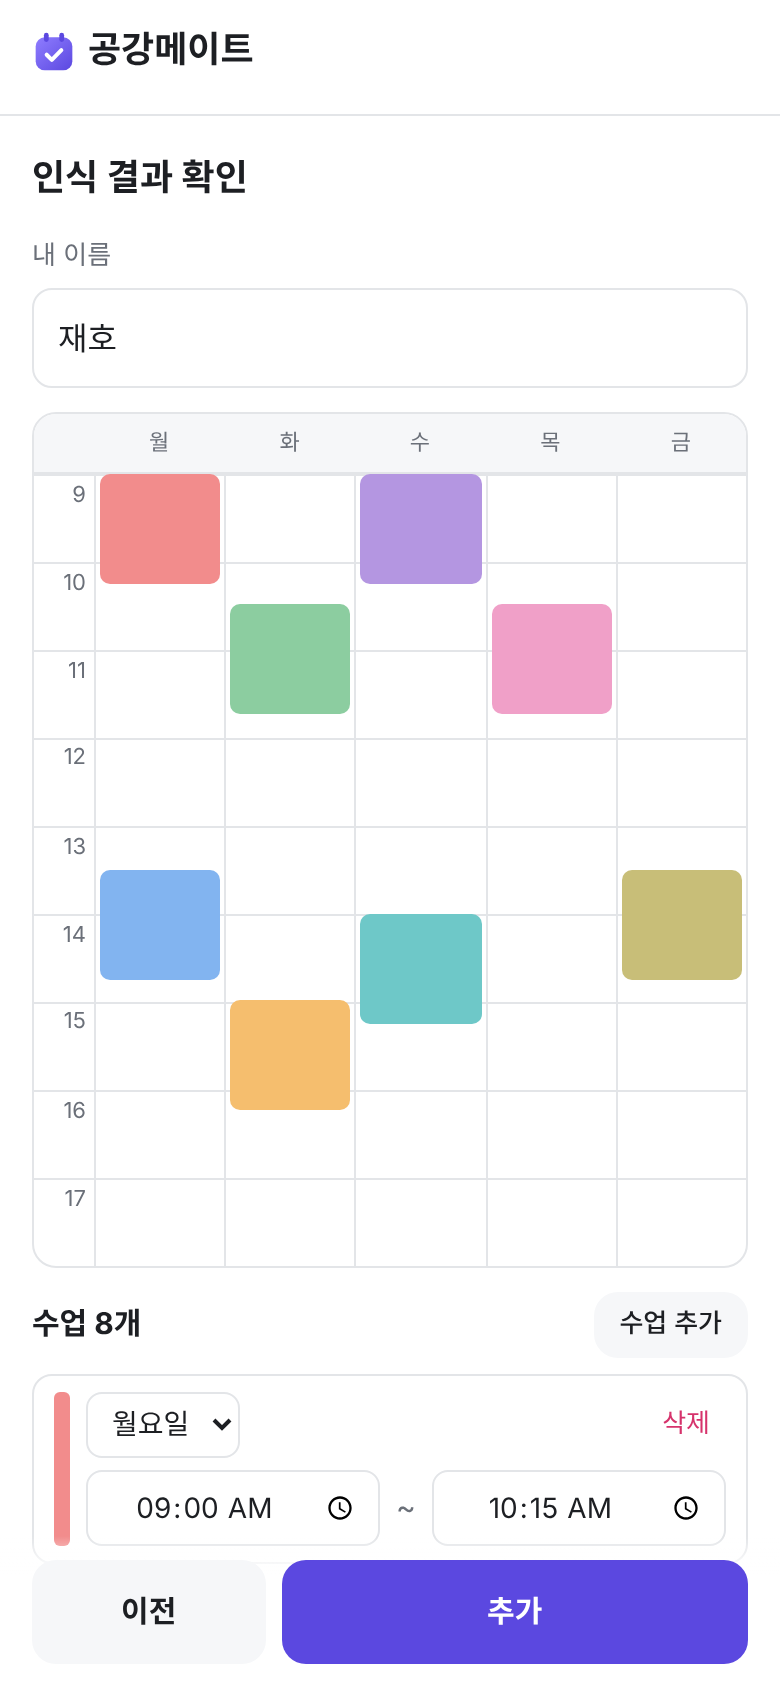 공강메이트
인식 결과 확인
내 이름
재호
월 화 수 목 금
9
10
11
12
13
14
15
16
17
수업 8개
수업 추가
월요일
삭제
09:00 AM ~ 10:15 AM
이전
추가